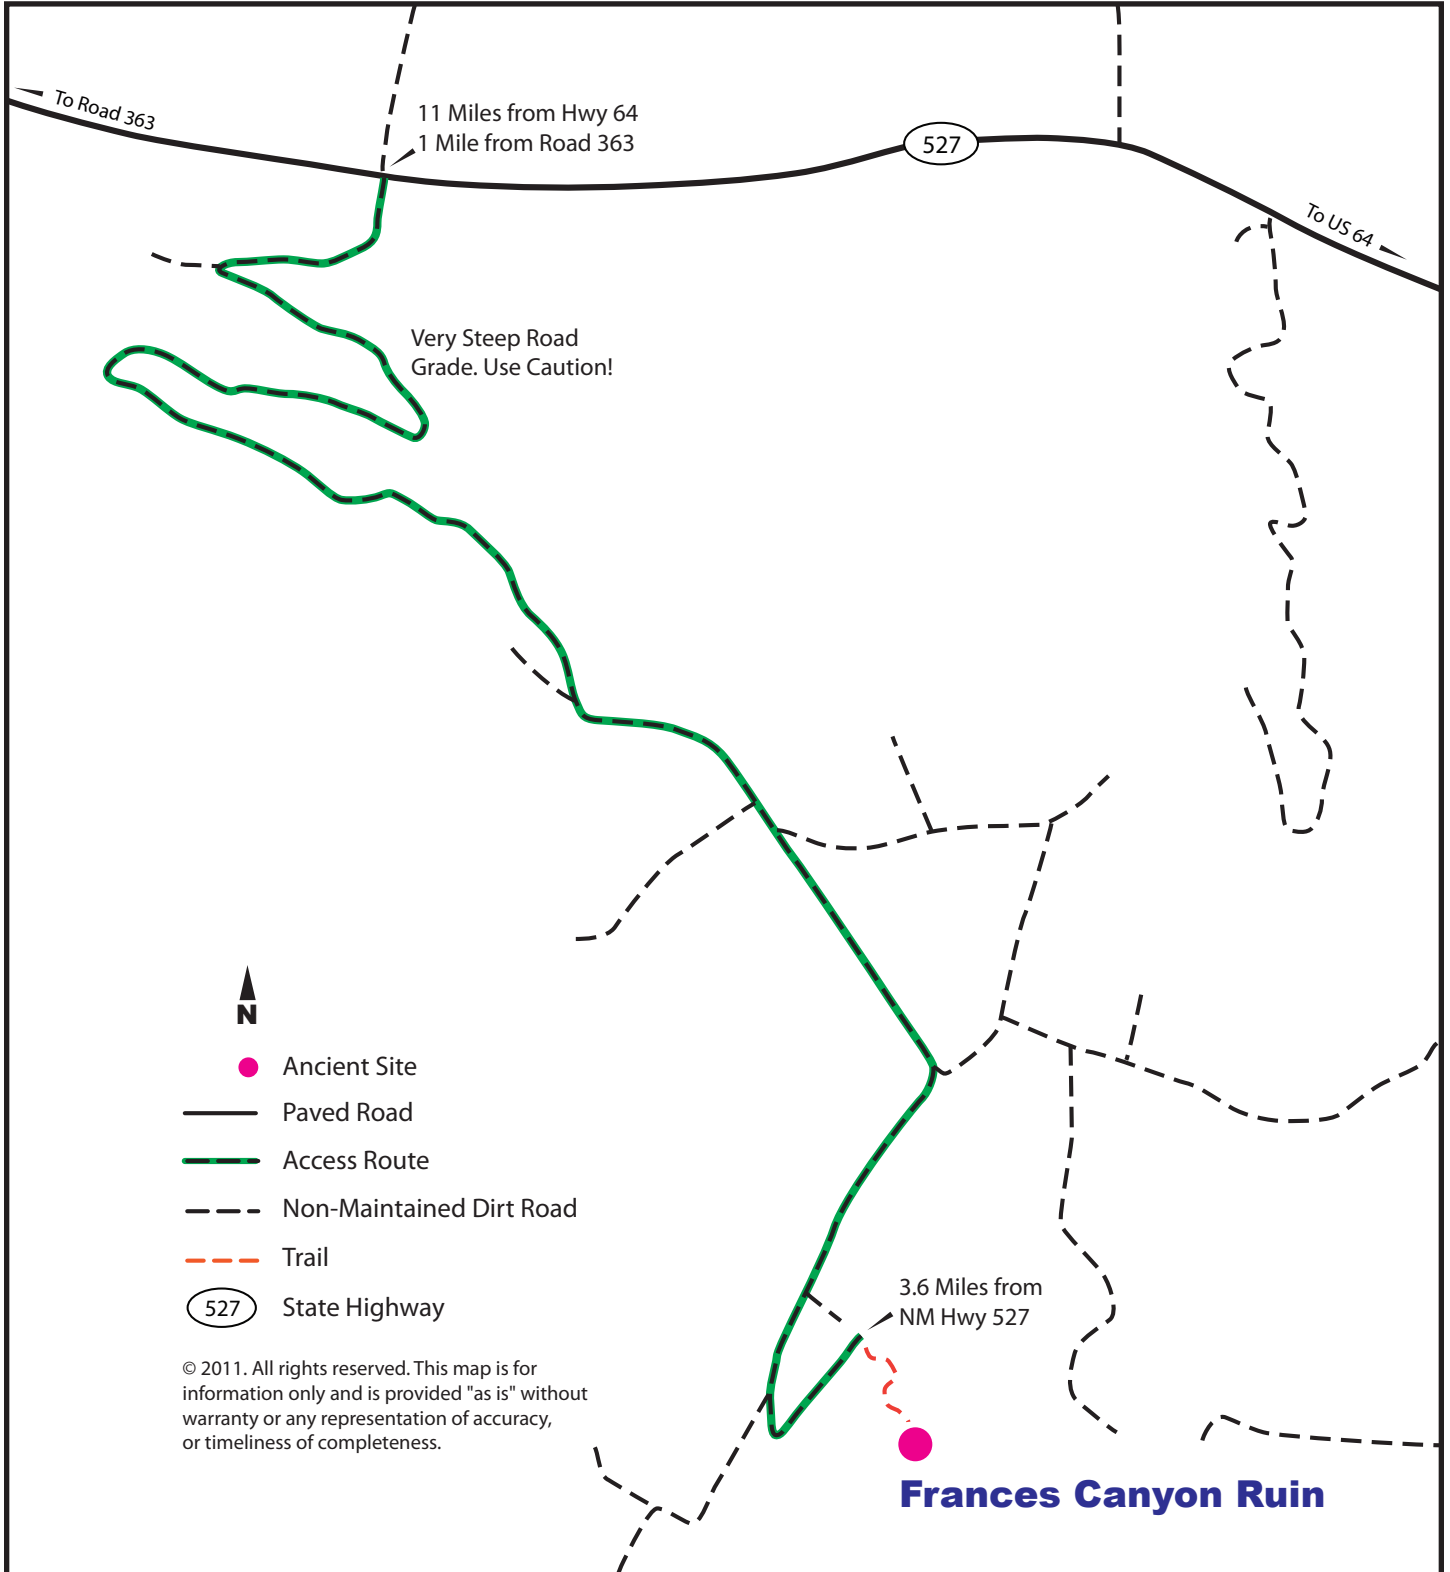 To Road 363
11 Miles from Hwy 64
1 Mile from Road 363
527
To US 64
Very Steep Road
Grade. Use Caution!
N
Ancient Site
Paved Road
Access Route
Non-Maintained Dirt Road
Trail
527 State Highway
3.6 Miles from
NM Hwy 527
© 2011. All rights reserved. This map is for
information only and is provided "as is" without
warranty or any representation of accuracy,
or timeliness of completeness.
Frances Canyon Ruin